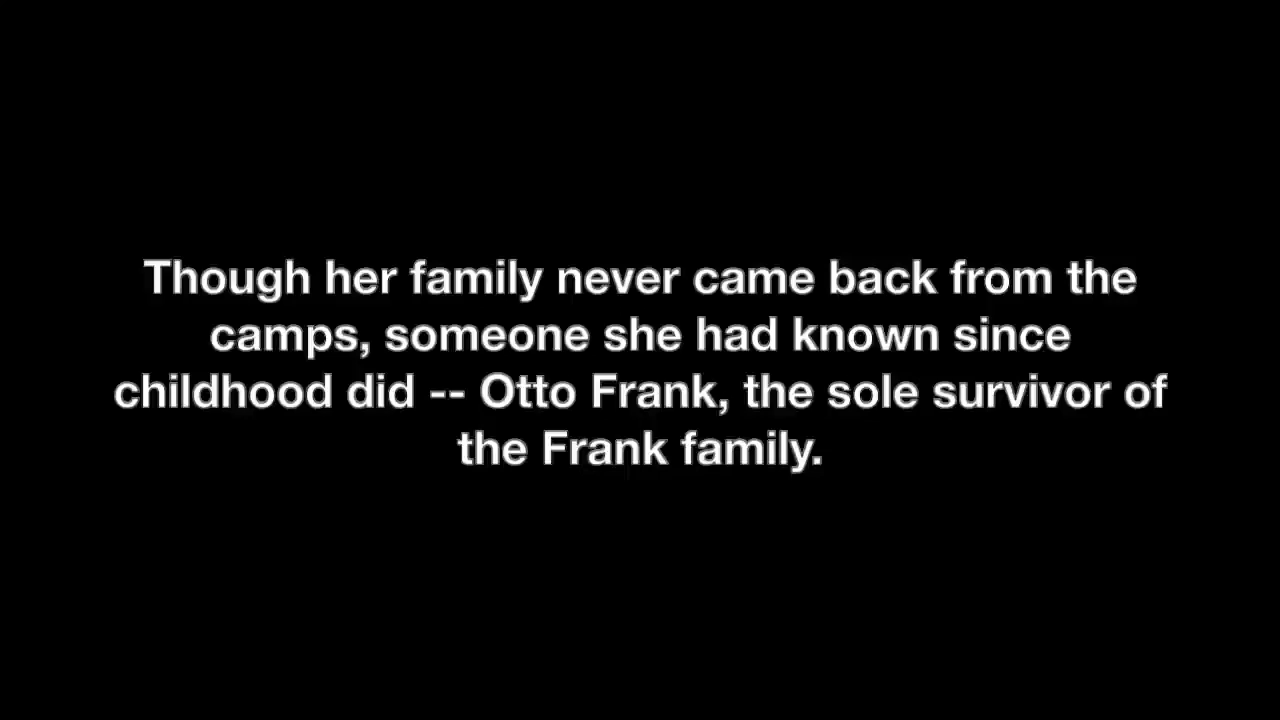 Though her family never came back from the
camps, someone she had known since
childhood did -- Otto Frank, the sole survivor of
the Frank family.